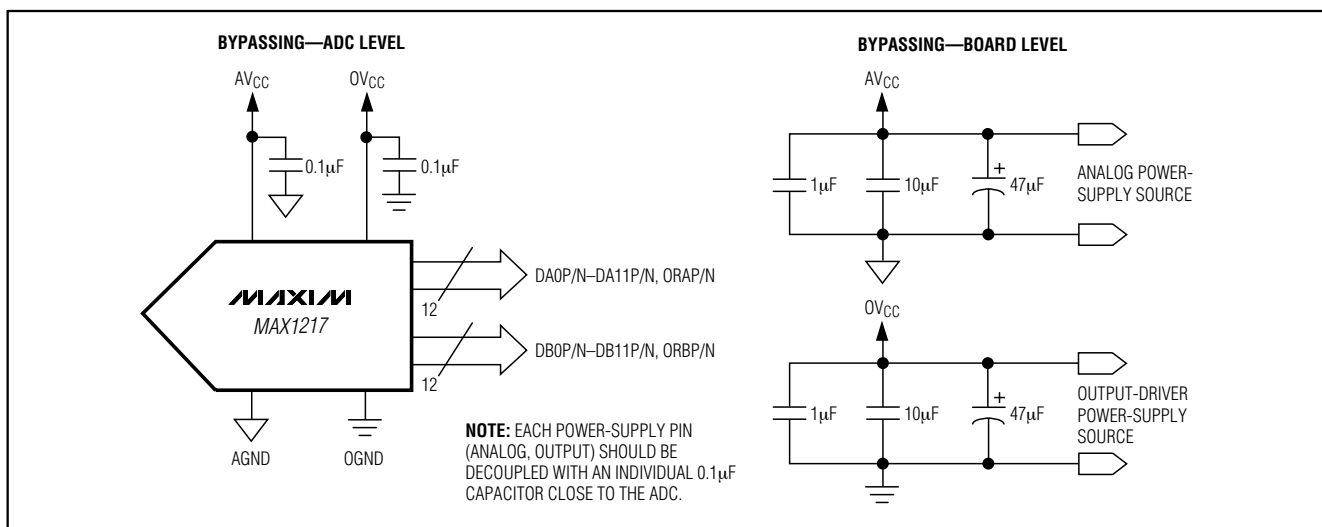 BYPASSING—ADC LEVEL
AVCC
OVCC
0.1μF
0.1μF
MAXIM
MAX1217
12
DA0P/N–DA11P/N, ORAP/N
12
DB0P/N–DB11P/N, ORBP/N
AGND
OGND
NOTE: EACH POWER-SUPPLY PIN
(ANALOG, OUTPUT) SHOULD BE
DECOUPLED WITH AN INDIVIDUAL 0.1μF
CAPACITOR CLOSE TO THE ADC.
BYPASSING—BOARD LEVEL
AVCC
1μF
10μF
+
47μF
ANALOG POWER-
SUPPLY SOURCE
OVCC
1μF
10μF
+
47μF
OUTPUT-DRIVER
POWER-SUPPLY
SOURCE